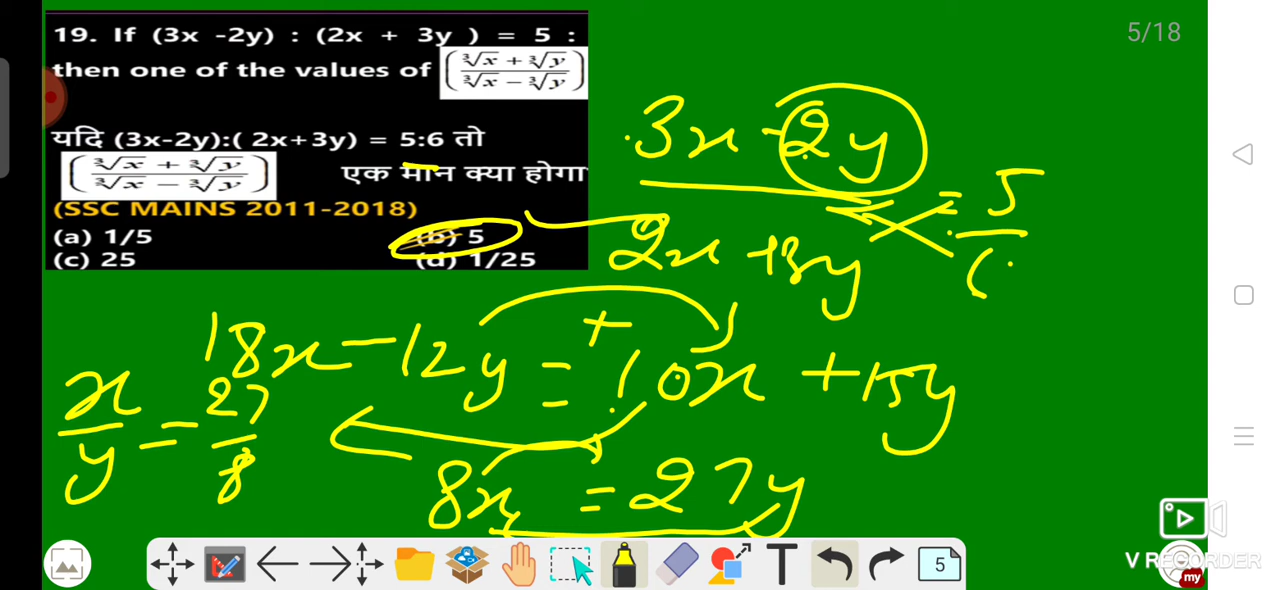 5/18
19. If (3x -2y) : (2x + 3y ) = 5 :
then one of the values of (∛x + ∛y / ∛x − ∛y)
यदि (3x-2y):( 2x+3y) = 5:6 तो
(∛x + ∛y / ∛x − ∛y) एक मान क्या होगा
(SSC MAINS 2011-2018)
(a) 1/5 (b) 5
(c) 25 (d) 1/25
3x - 2y / 2x + 3y = 5 / 6
18x - 12y = 10x + 15y
+
8x = 27y
x / y = 27 / 8
T
5
V RECORDER
my